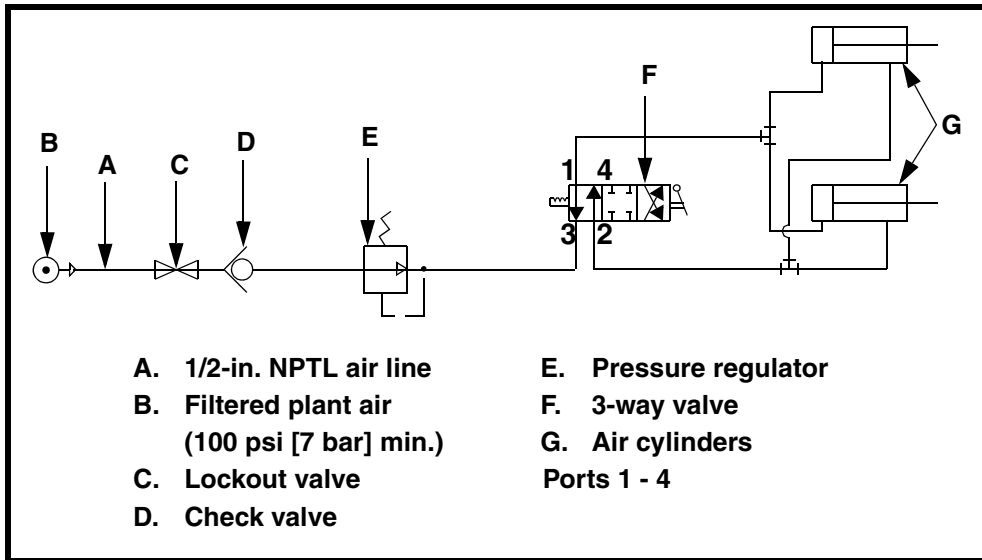 F
G
B
A
C
D
E
1 4
3 2
A. 1/2-in. NPTL air line
B. Filtered plant air
(100 psi [7 bar] min.)
C. Lockout valve
D. Check valve
E. Pressure regulator
F. 3-way valve
G. Air cylinders
Ports 1 - 4